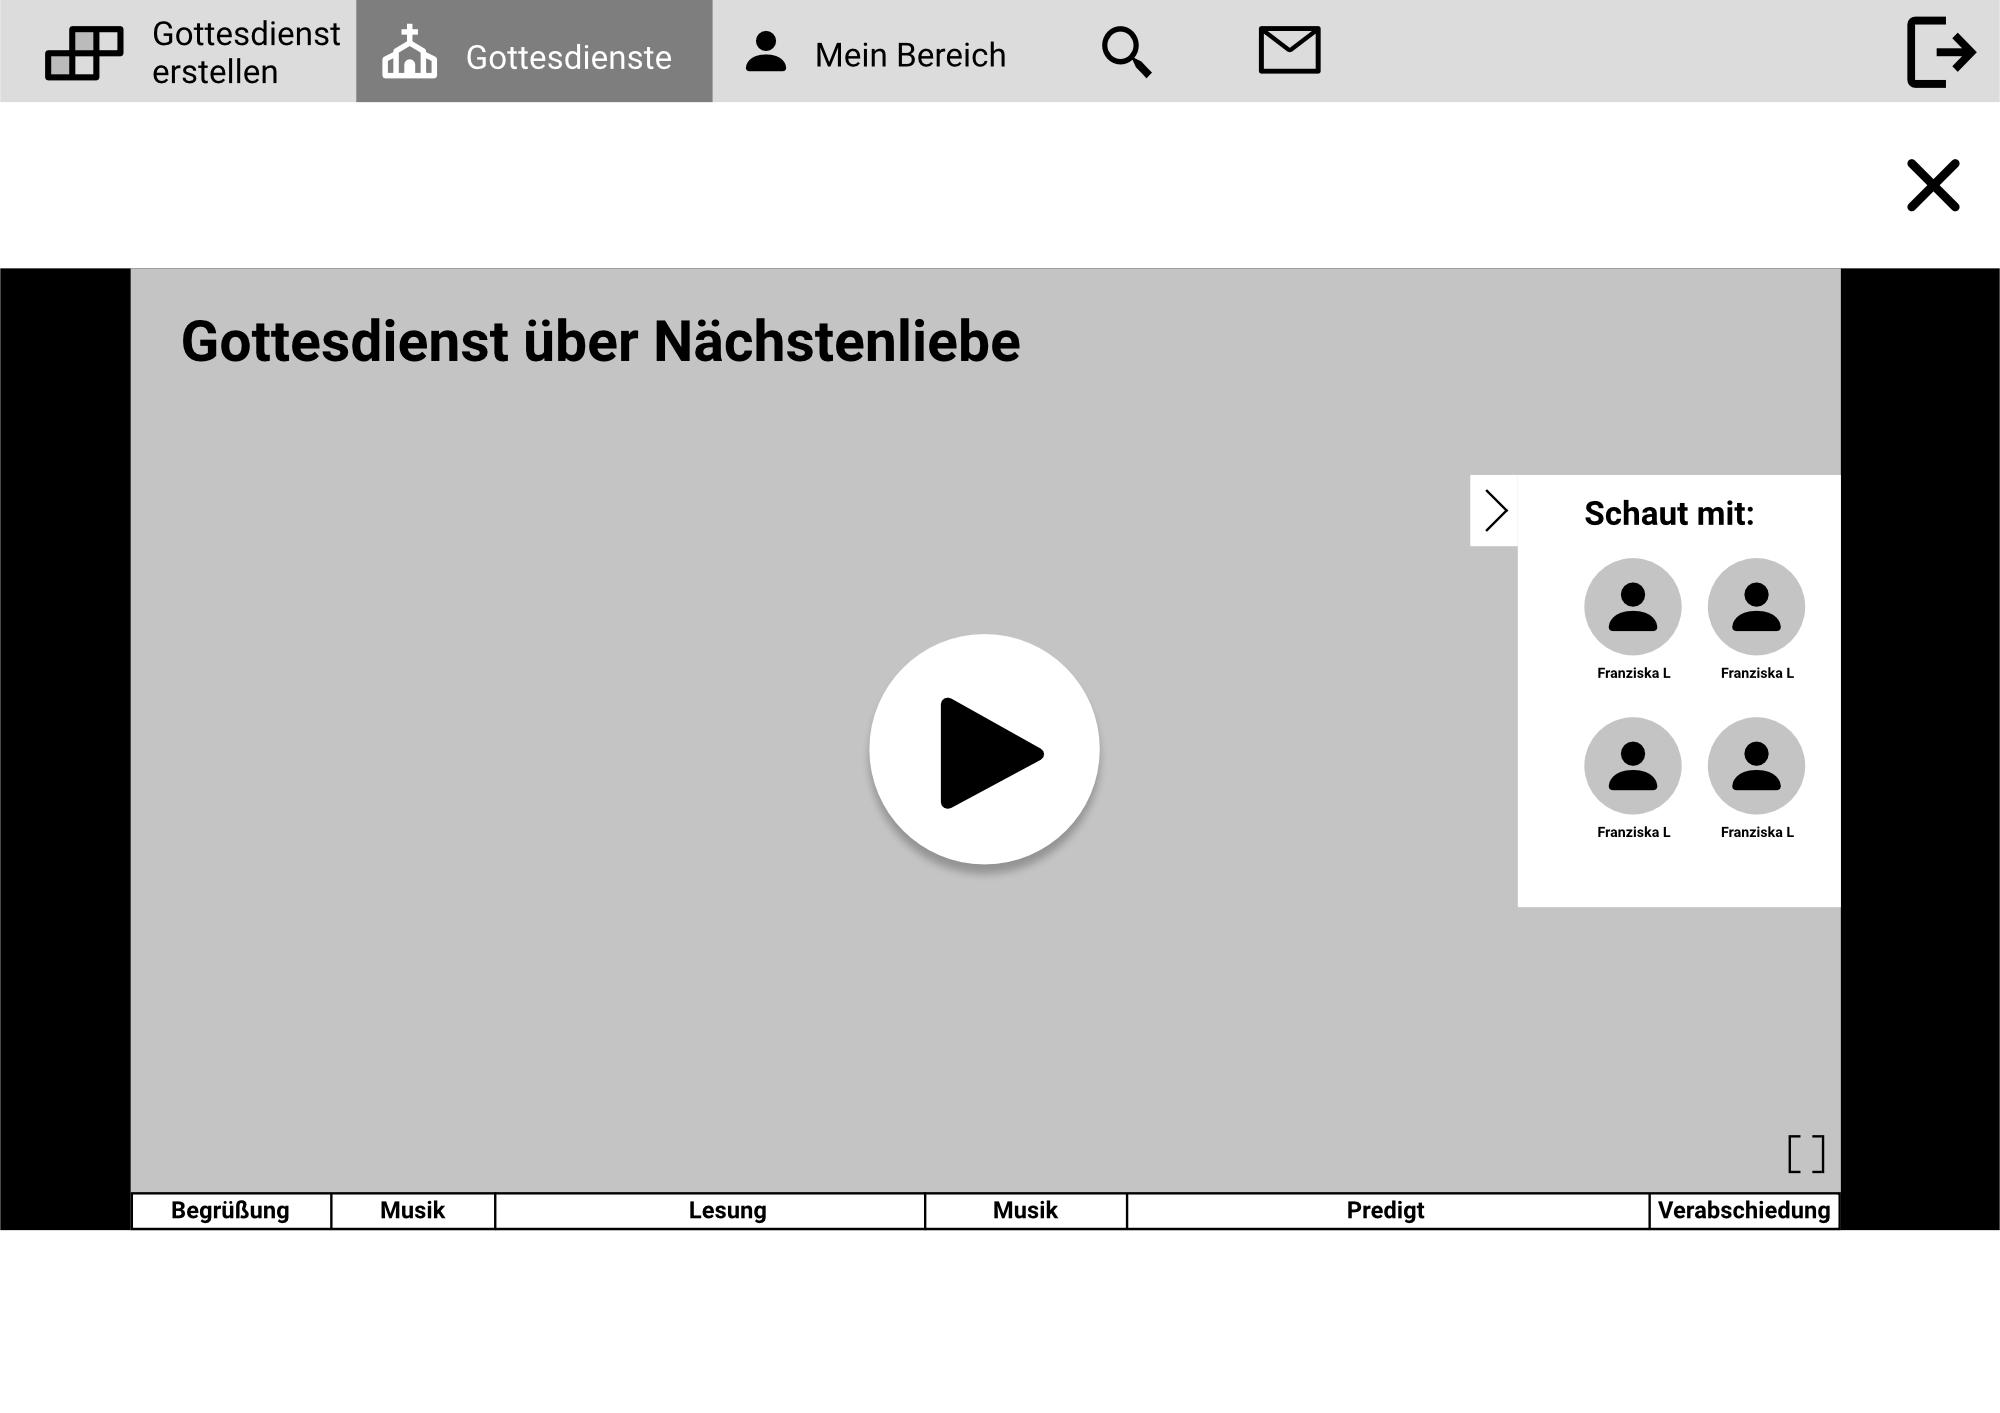 Gottesdienst
erstellen
Gottesdienste
Mein Bereich
Gottesdienst über Nächstenliebe
Schaut mit:
Franziska L
Franziska L
Franziska L
Franziska L
Begrüßung
Musik
Lesung
Musik
Predigt
Verabschiedung